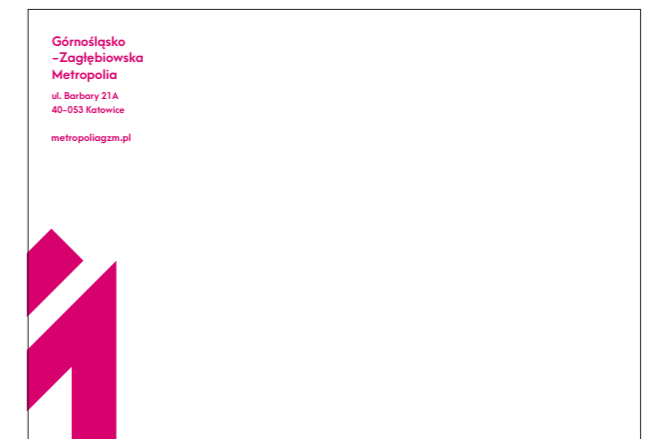 Górnośląsko
-Zagłębiowska
Metropolia
ul. Barbary 21A
40-053 Katowice
metropoliagzm.pl